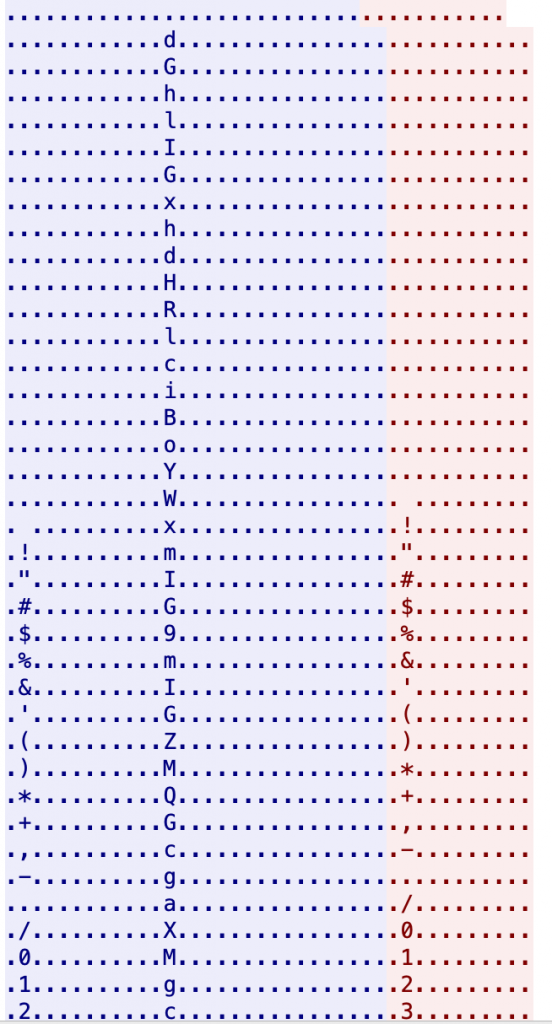 ......................................
............d...........................
............G...........................
............h...........................
............l...........................
............I...........................
............G...........................
............x...........................
............h...........................
............d...........................
............H...........................
............R...........................
............l...........................
............c...........................
............i...........................
............B...........................
............o...........................
............Y...........................
............W................. .........
. ..........x.................!.........
.!..........m.................".........
."..........I.................#.........
.#..........G.................$.........
.$..........9.................%.........
.%..........m.................&.........
.&..........I.................'.........
.'..........G.................(.........
.(..........Z.................).........
.)..........M.................*.........
.*..........Q.................+.........
.+..........G.................,.........
.,..........c.................-.........
.-..........g...........................
............a................./.........
./..........X.................0.........
.0..........M.................1.........
.1..........g.................2.........
.2..........c.................3.........